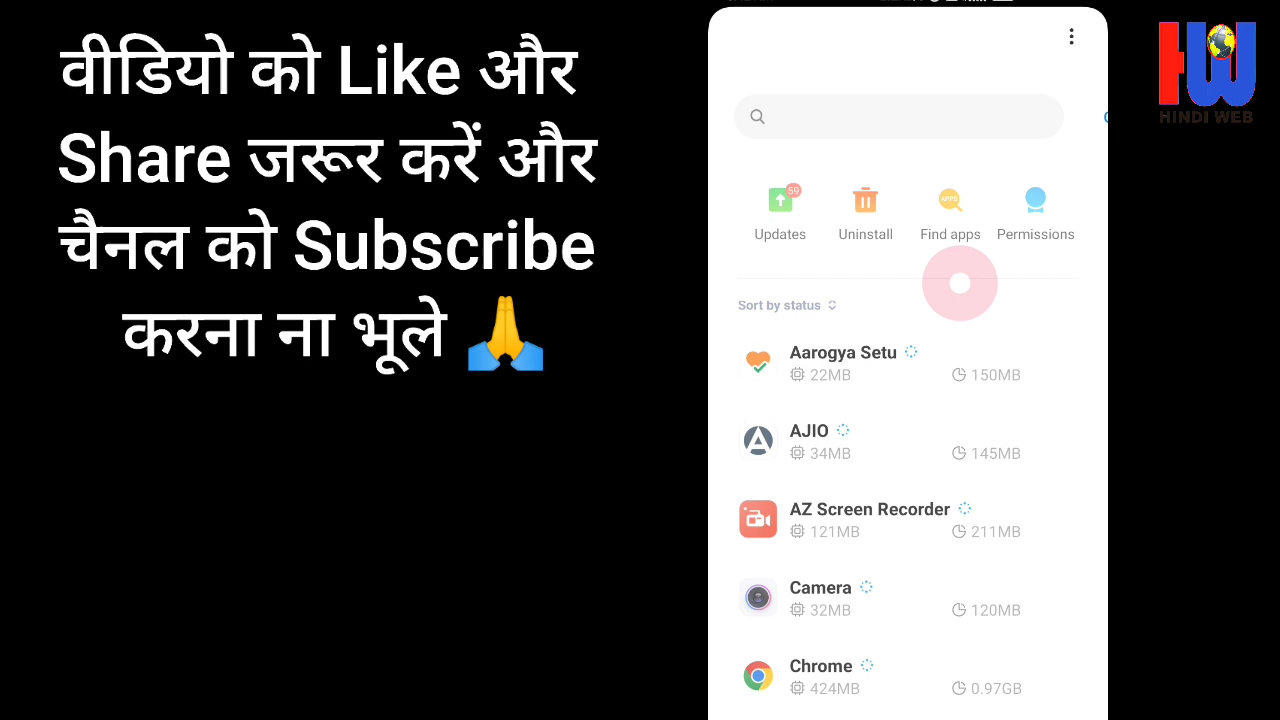 वीडियो को Like और
Share जरूर करें और
चैनल को Subscribe
करना ना भूले 🙏
HINDI WEB
59
APPS
Updates Uninstall Find apps Permissions
Sort by status
Aarogya Setu
22MB 150MB
AJIO
34MB 145MB
AZ Screen Recorder
121MB 211MB
Camera
32MB 120MB
Chrome
424MB 0.97GB